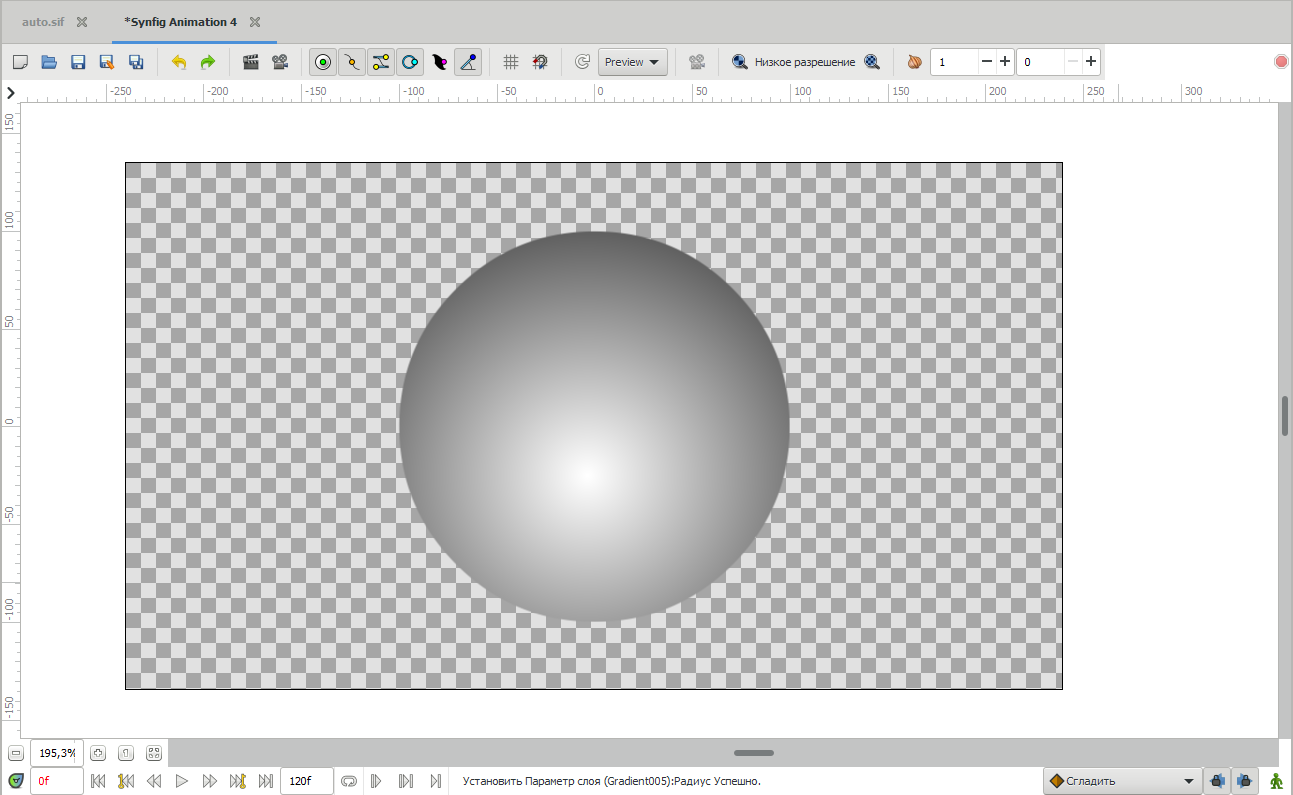 auto.sif
*Synfig Animation 4
Preview
Низкое разрешение
1
0
-250 -200 -150 -100 -50 0 50 100 150 200 250 300
150
100
50
0
-50
-100
-150
195,3%
0f
120f
Установить Параметр слоя (Gradient005):Радиус Успешно.
Сгладить